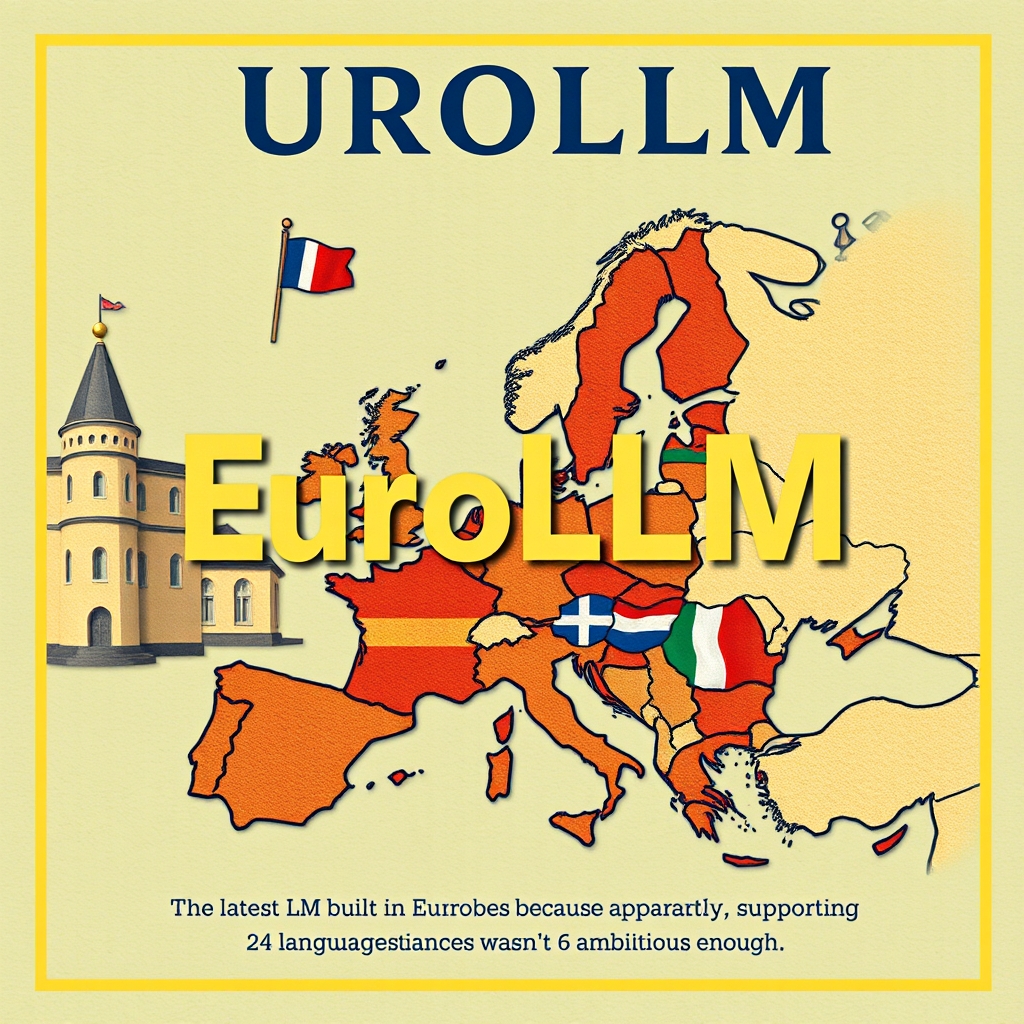 UROLLM
EuroLLM
The latest LM built in Eurrobes because apparartly, supporting
24 languagestiances wasn't 6 ambiitious enough.